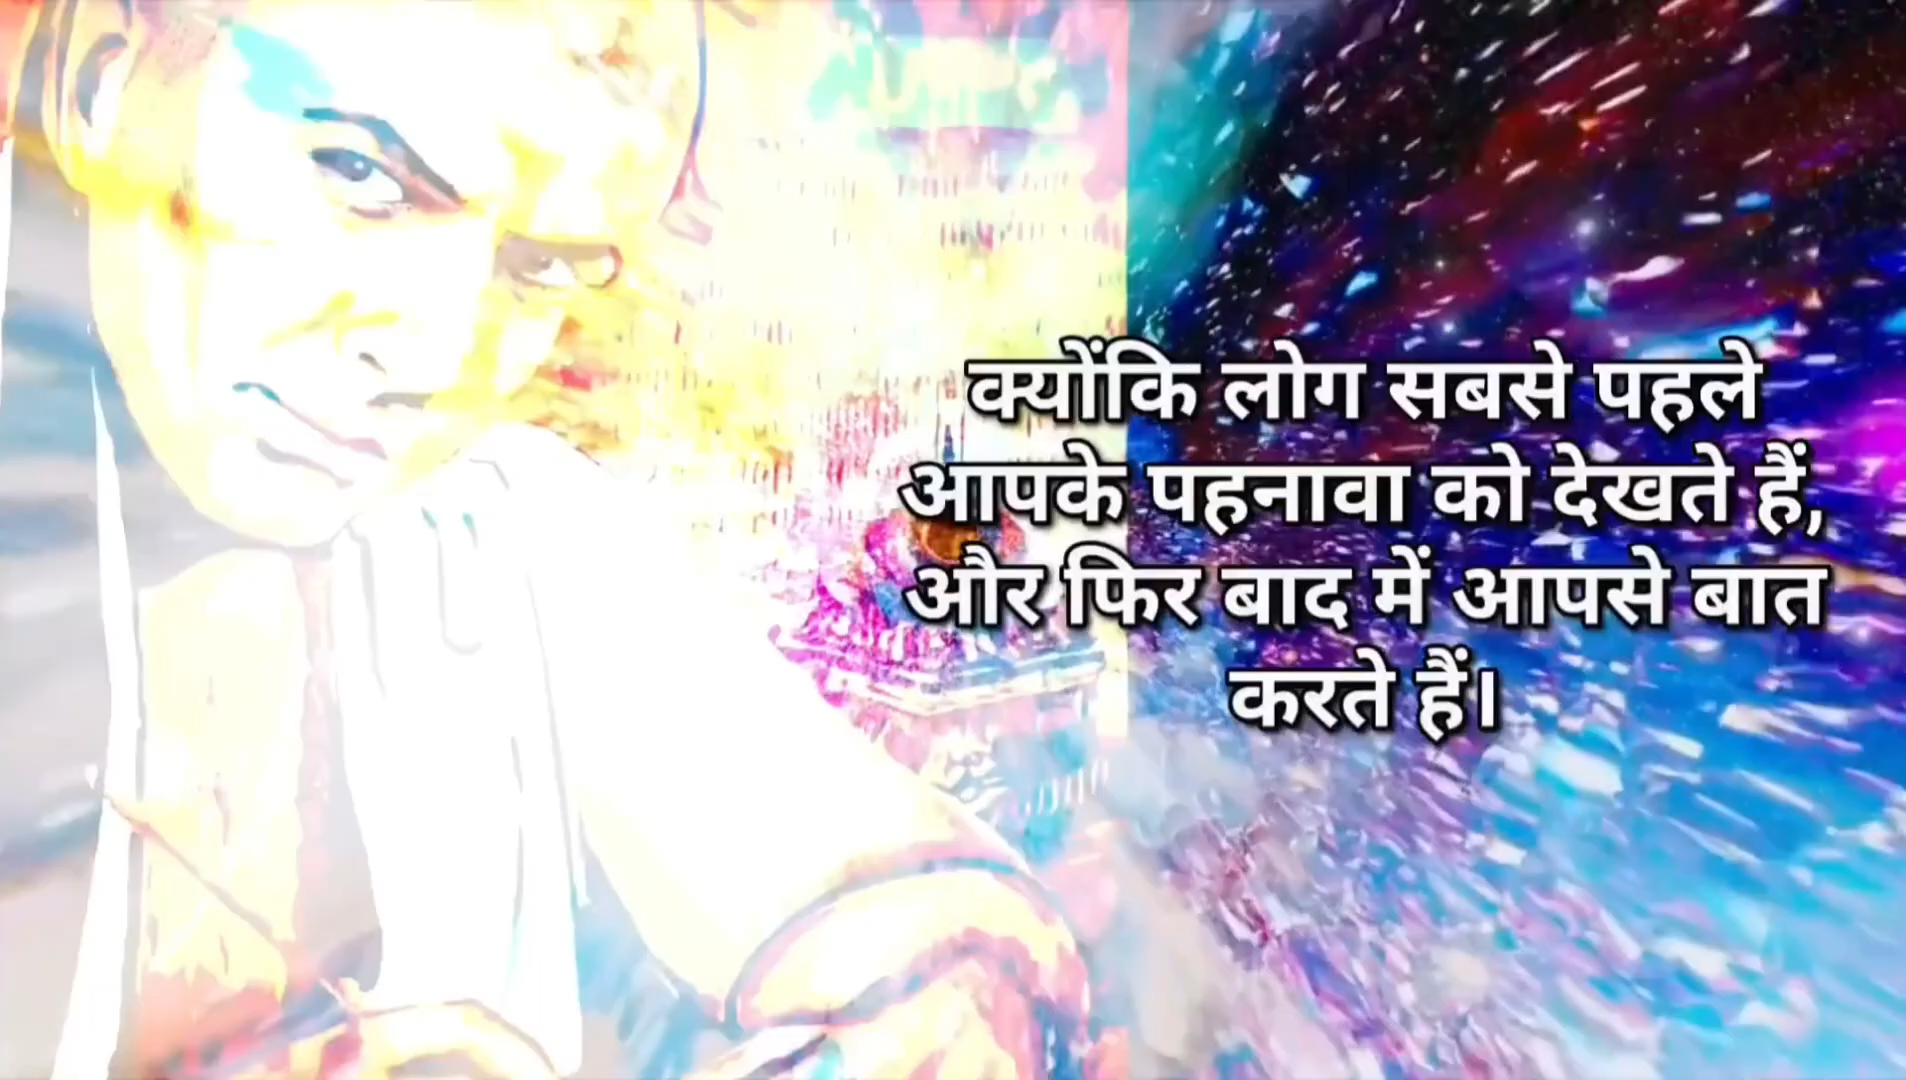 क्योंकि लोग सबसे पहले
आपके पहनावा को देखते हैं,
और फिर बाद में आपसे बात
करते हैं।